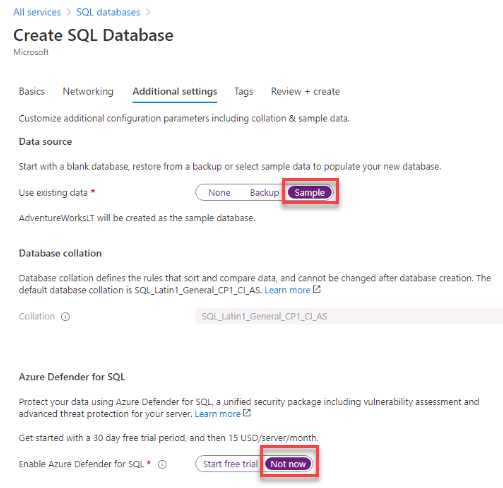 All services > SQL databases >
Create SQL Database
Microsoft
Basics Networking Additional settings Tags Review + create
Customize additional configuration parameters including collation & sample data.
Data source
Start with a blank database, restore from a backup or select sample data to populate your new database.
Use existing data * None Backup Sample
AdventureWorksLT will be created as the sample database.
Database collation
Database collation defines the rules that sort and compare data, and cannot be changed after database creation. The
default database collation is SQL_Latin1_General_CP1_CI_AS. Learn more
Collation SQL_Latin1_General_CP1_CI_AS
Azure Defender for SQL
Protect your data using Azure Defender for SQL, a unified security package including vulnerability assessment and
advanced threat protection for your server. Learn more
Get started with a 30 day free trial period, and then 15 USD/server/month.
Enable Azure Defender for SQL * Start free trial Not now